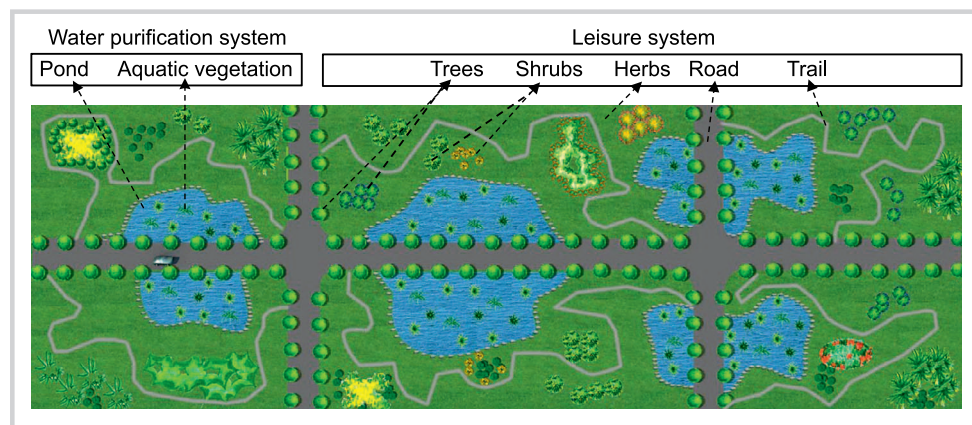 Water purification system
Leisure system
Pond Aquatic vegetation
Trees Shrubs Herbs Road Trail